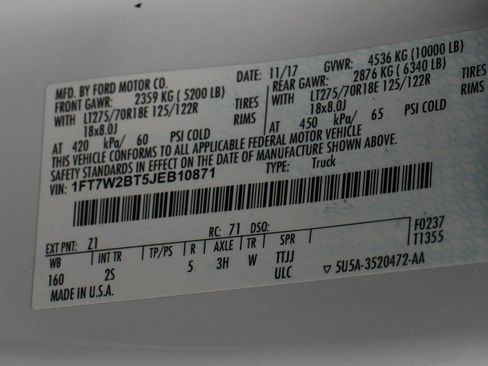 MFD. BY FORD MOTOR CO. DATE: 11/17 GVWR: 4536 KG (10000 LB)
FRONT GAWR: 2359 KG (5200 LB) REAR GAWR: 2876 KG (6340 LB)
WITH LT275/70R18E 125/122R TIRES WITH LT275/70R18E 125/122R TIRES
18x8.0J RIMS 18x8.0J RIMS
AT 420 kPa/ 60 PSI COLD AT 450 kPa/ 65 PSI COLD
THIS VEHICLE CONFORMS TO ALL APPLICABLE FEDERAL MOTOR VEHICLE
SAFETY STANDARDS IN EFFECT ON THE DATE OF MANUFACTURE SHOWN ABOVE.
VIN: 1FT7W2BT5JEB10871 TYPE: Truck
F0237
T1355
EXT PNT: Z1 RC: 71 DSO:
WB INT TR TP/PS R AXLE TR SPR
160 2S 5 3H W TTJJ
ULC
MADE IN U.S.A. ▽ 5U5A-3520472-AA